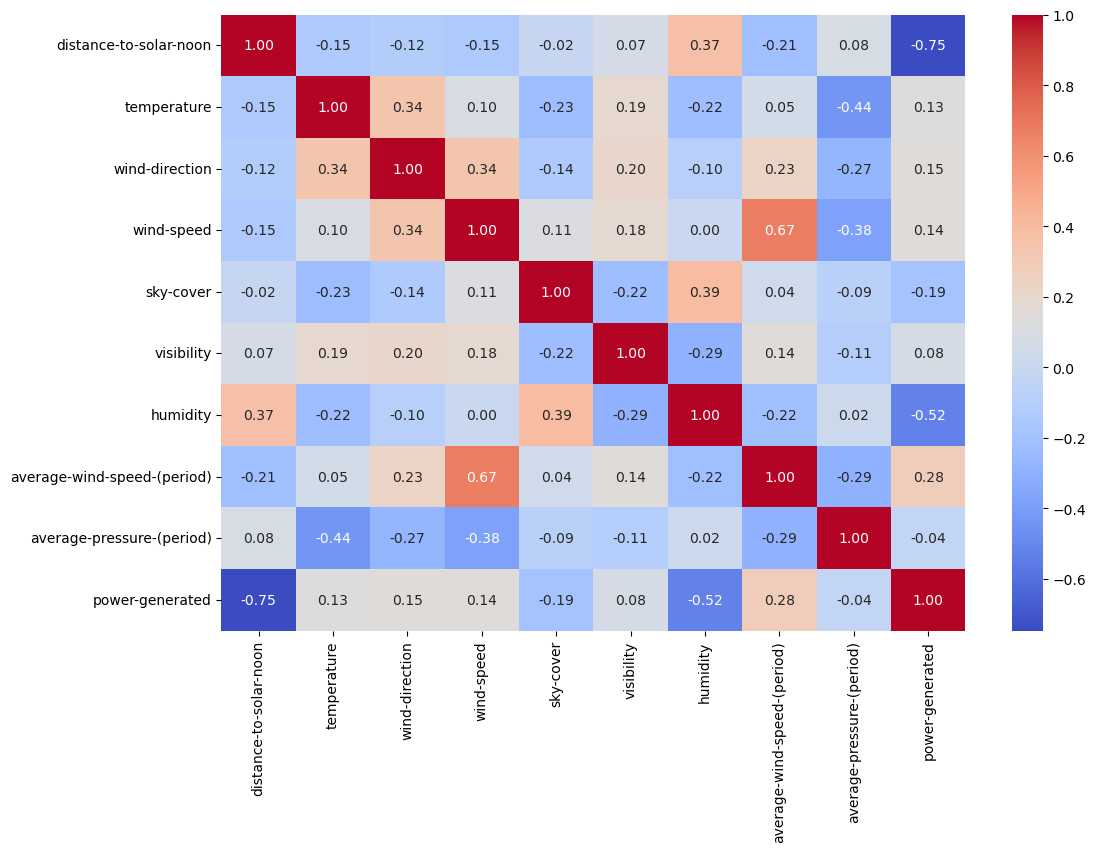 distance-to-solar-noon 1.00 -0.15 -0.12 -0.15 -0.02 0.07 0.37 -0.21 0.08 -0.75
temperature -0.15 1.00 0.34 0.10 -0.23 0.19 -0.22 0.05 -0.44 0.13
wind-direction -0.12 0.34 1.00 0.34 -0.14 0.20 -0.10 0.23 -0.27 0.15
wind-speed -0.15 0.10 0.34 1.00 0.11 0.18 0.00 0.67 -0.38 0.14
sky-cover -0.02 -0.23 -0.14 0.11 1.00 -0.22 0.39 0.04 -0.09 -0.19
visibility 0.07 0.19 0.20 0.18 -0.22 1.00 -0.29 0.14 -0.11 0.08
humidity 0.37 -0.22 -0.10 0.00 0.39 -0.29 1.00 -0.22 0.02 -0.52
average-wind-speed-(period) -0.21 0.05 0.23 0.67 0.04 0.14 -0.22 1.00 -0.29 0.28
average-pressure-(period) 0.08 -0.44 -0.27 -0.38 -0.09 -0.11 0.02 -0.29 1.00 -0.04
power-generated -0.75 0.13 0.15 0.14 -0.19 0.08 -0.52 0.28 -0.04 1.00
distance-to-solar-noon
temperature
wind-direction
wind-speed
sky-cover
visibility
humidity
average-wind-speed-(period)
average-pressure-(period)
power-generated
1.0
0.8
0.6
0.4
0.2
0.0
−0.2
−0.4
−0.6